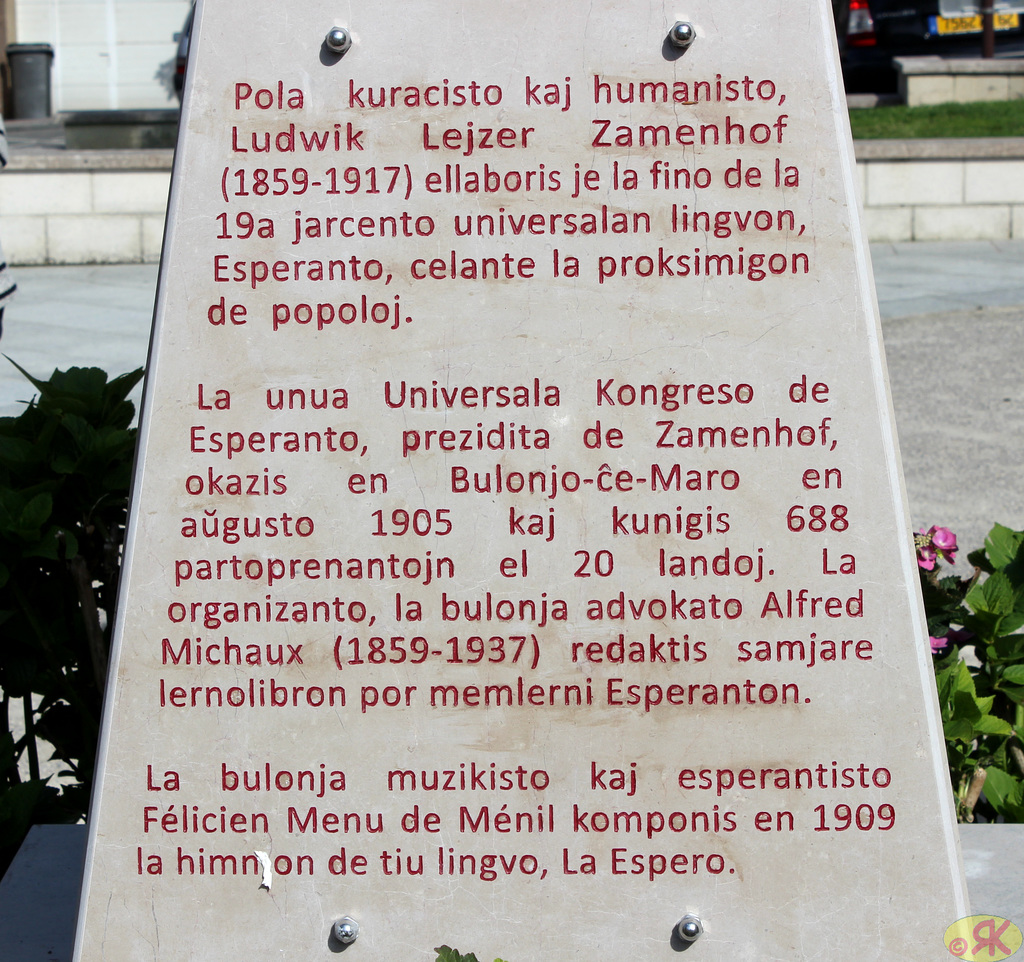 Pola kuracisto kaj humanisto,
Ludwik Lejzer Zamenhof
(1859-1917) ellaboris je la fino de la
19a jarcento universalan lingvon,
Esperanto, celante la proksimigon
de popoloj.
La unua Universala Kongreso de
Esperanto, prezidita de Zamenhof,
okazis en Bulonjo-ĉe-Maro en
aŭgusto 1905 kaj kunigis 688
partoprenantojn el 20 landoj. La
organizanto, la bulonja advokato Alfred
Michaux (1859-1937) redaktis samjare
lernolibron por memlerni Esperanton.
La bulonja muzikisto kaj esperantisto
Félicien Menu de Ménil komponis en 1909
la himnon de tiu lingvo, La Espero.
© RK